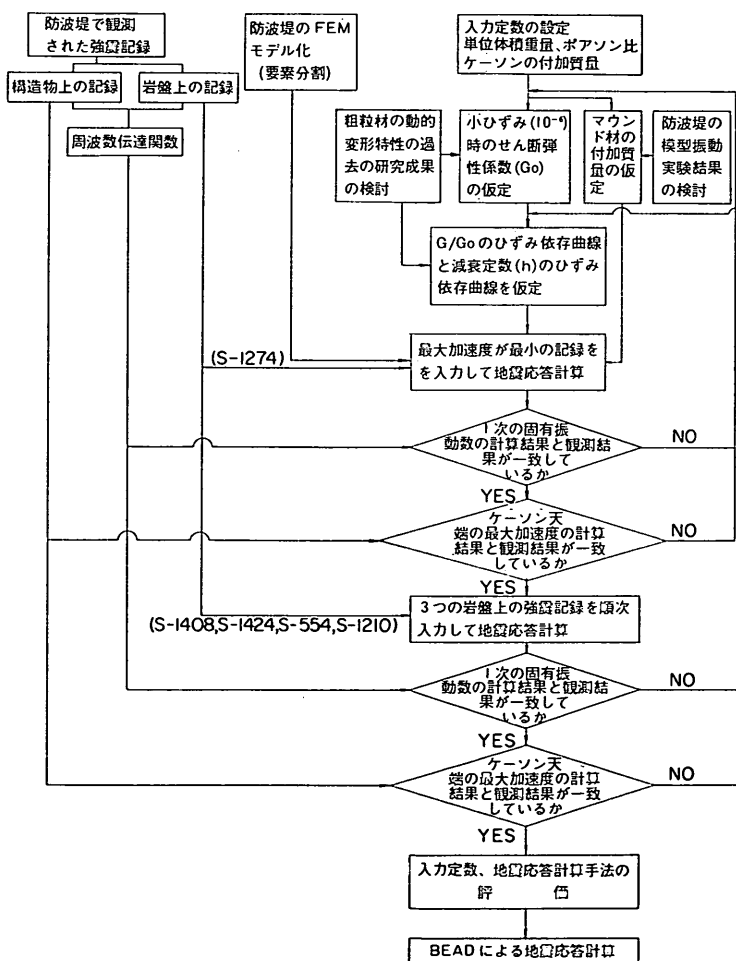 防波堤で観測
された強震記録
構造物上の記録
岩盤上の記録
周波数伝達関数
防波堤のFEM
モデル化
(要素分割)
入力定数の設定
単位体積重量、ポアソン比
ケーソンの付加質量
粗粒材の動的
変形特性の過
去の研究成果
の検討
小ひずみ(10⁻⁶)
時のせん断弾
性係数(Go)
の仮定
マウン
ド材の
付加質
量の仮
定
防波堤の
模型振動
実験結果
の検討
G/Goのひずみ依存曲線
と減衰定数(h)のひずみ
依存曲線を仮定
(S-1274)
最大加速度が最小の記録を
を入力して地震応答計算
1次の固有振
動数の計算結果と観測結
果が一致して
いるか
NO
YES
ケーソン天
端の最大加速度の計算
結果と観測結果が一致
しているか
NO
YES
(S-1408,S-1424,S-554,S-1210)
3つの岩盤上の強震記録を順次
入力して地震応答計算
1次の固有振
動数の計算結果と観測結
果が一致して
いるか
NO
YES
ケーソン天
端の最大加速度の計算
結果と観測結果が一致
しているか
NO
YES
入力定数、地震応答計算手法の
評 価
BEADによる地震応答計算